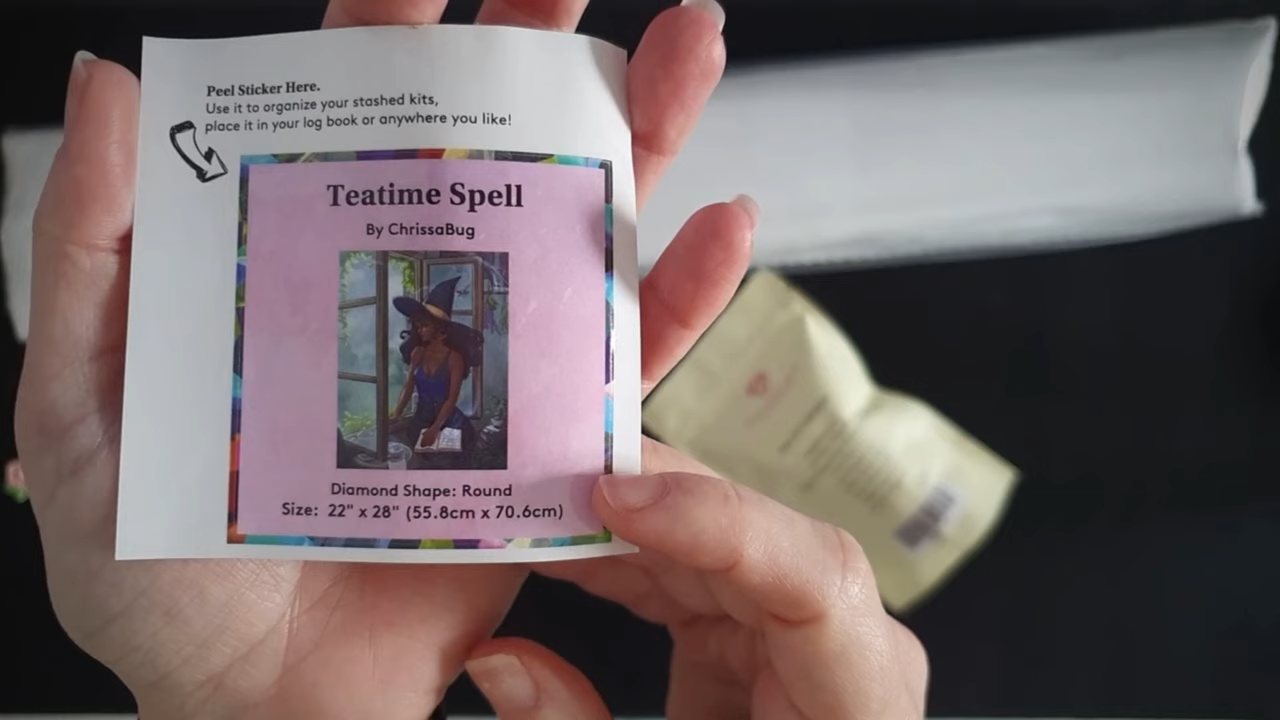 Peel Sticker Here.
Use it to organize your stashed kits,
place it in your log book or anywhere you like!
Teatime Spell
By ChrissaBug
Diamond Shape: Round
Size: 22" x 28" (55.8cm x 70.6cm)